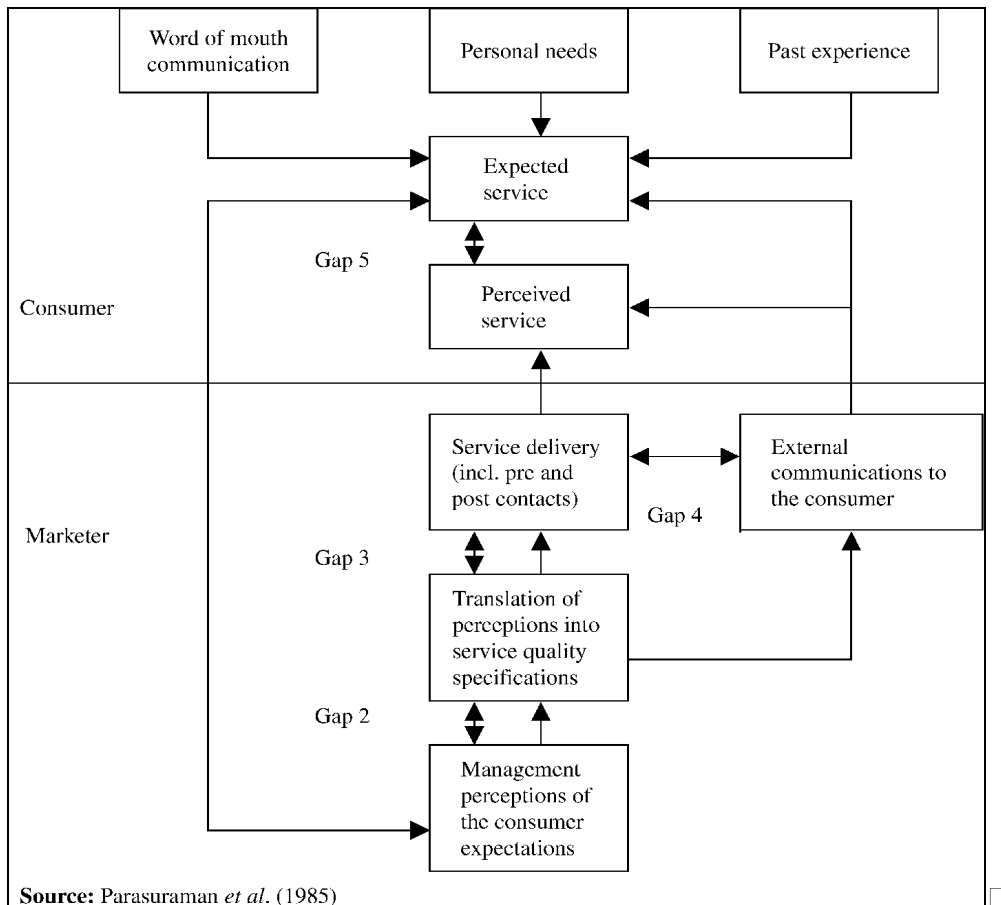 Word of mouth
communication
Personal needs
Past experience
Expected
service
Gap 5
Perceived
service
Consumer
Service delivery
(incl. pre and
post contacts)
External
communications to
the consumer
Gap 4
Marketer
Gap 3
Translation of
perceptions into
service quality
specifications
Gap 2
Management
perceptions of
the consumer
expectations
Source: Parasuraman et al. (1985)